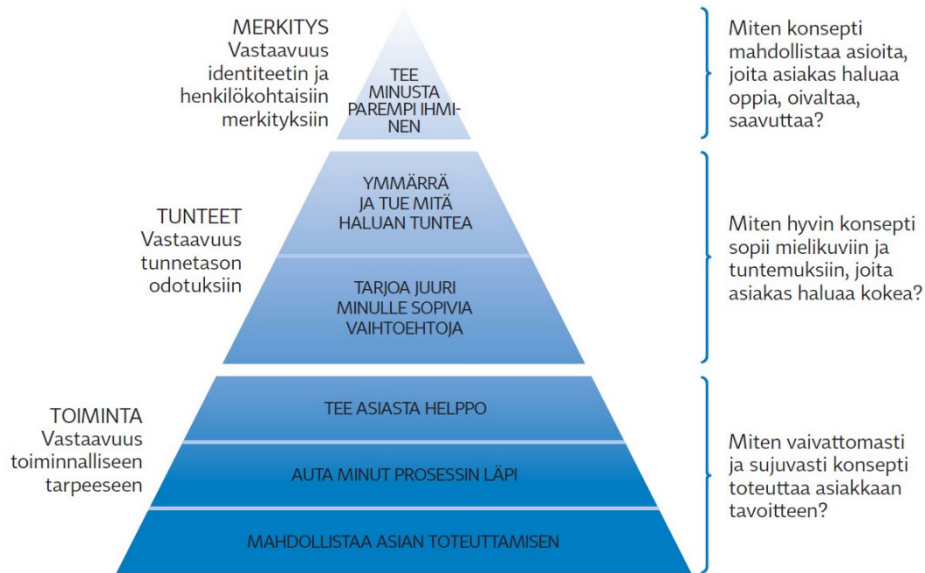 MERKITYS
Vastaavuus
identiteetin ja
henkilökohtaisiin
merkityksiin
TEE
MINUSTA
PAREMPI IHMI-
NEN
Miten konsepti
mahdollistaa asioita,
joita asiakas haluaa
oppia, oivaltaa,
saavuttaa?
TUNTEET
Vastaavuus
tunnetason
odotuksiin
YMMÄRRÄ
JA TUE MITÄ
HALUAN TUNTEA
TARJOA JUURI
MINULLE SOPIVIA
VAIHTOEHTOJA
Miten hyvin konsepti
sopii mielikuviin ja
tuntemuksiin, joita
asiakas haluaa kokea?
TOIMINTA
Vastaavuus
toiminnalliseen
tarpeeseen
TEE ASIASTA HELPPO
AUTA MINUT PROSESSIN LÄPI
MAHDOLLISTAA ASIAN TOTEUTTAMISEN
Miten vaivattomasti
ja sujuvasti konsepti
toteuttaa asiakkaan
tavoitteen?